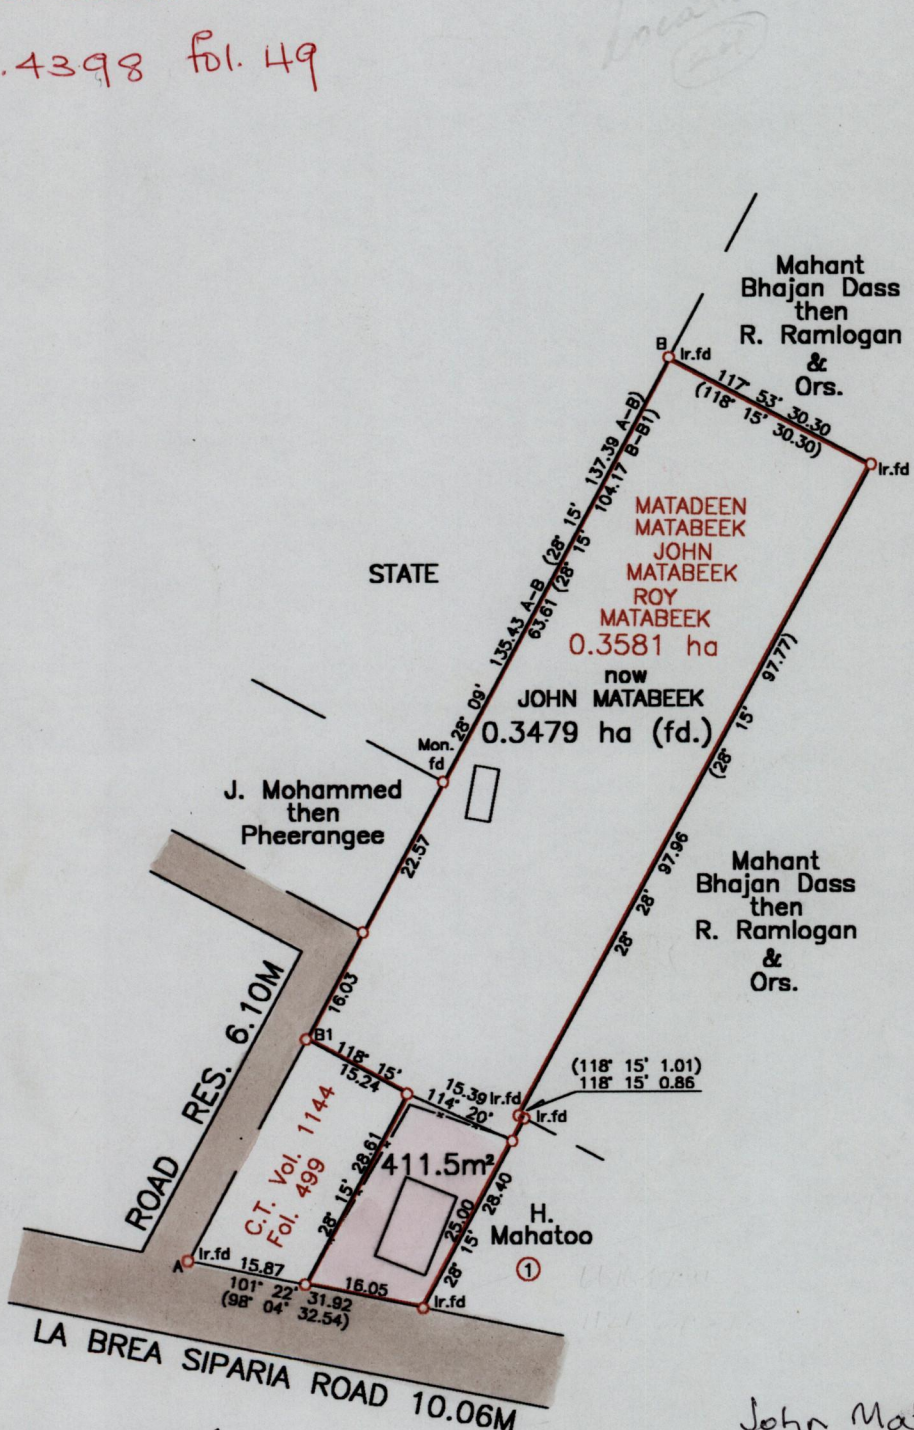 .4398 fol. 49
Mahant
Bhajan Dass
then
R. Ramlogan
&
Ors.
B
Ir.fd
117° 53' 30.30
(118° 15' 30.30)
Ir.fd
28° 09' 135.43 A-B (28° 15' 137.39 A-B)
63.61 (28° 15' 104.17 B-B1)
MATADEEN
MATABEEK
JOHN
MATABEEK
ROY
MATABEEK
0.3581 ha
now
JOHN MATABEEK
0.3479 ha (fd.)
STATE
(28° 15' 97.77)
Mon.
fd
J. Mohammed
then
Pheerangee
22.57
28° 28' 97.96
Mahant
Bhajan Dass
then
R. Ramlogan
&
Ors.
16.03
ROAD RES. 6.10M
B1
118° 15'
15.24
15.39
114° 20'
Ir.fd
Ir.fd
(118° 15' 1.01)
118° 15' 0.86
C.T. Vol. 1144
Fol. 499
28° 15' 28.61
411.5m²
25.00
28° 15' 28.40
H.
Mahatoo
1
A
Ir.fd
15.87
16.05
Ir.fd
101° 22' 31.92
(98° 04' 32.54)
LA BREA SIPARIA ROAD 10.06M
John